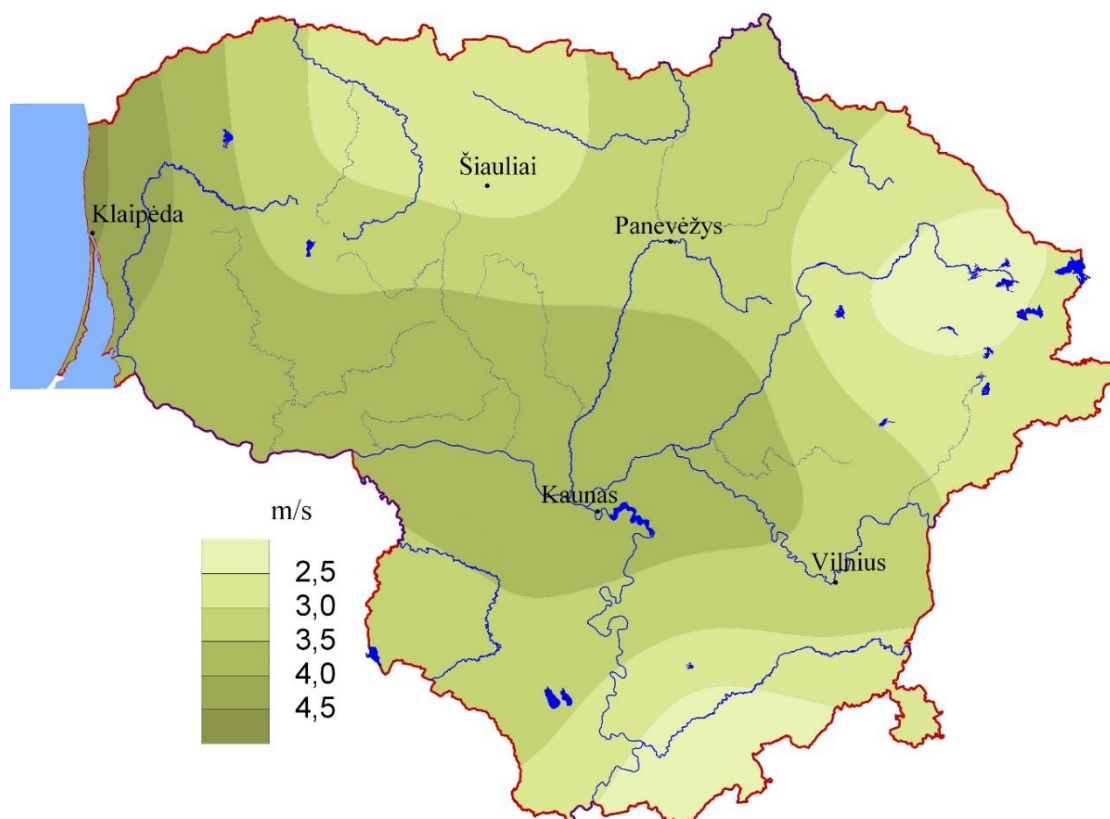 Šiauliai
Klaipėda
Panevėžys
Kaunas
m/s
Vilnius
2,5
3,0
3,5
4,0
4,5